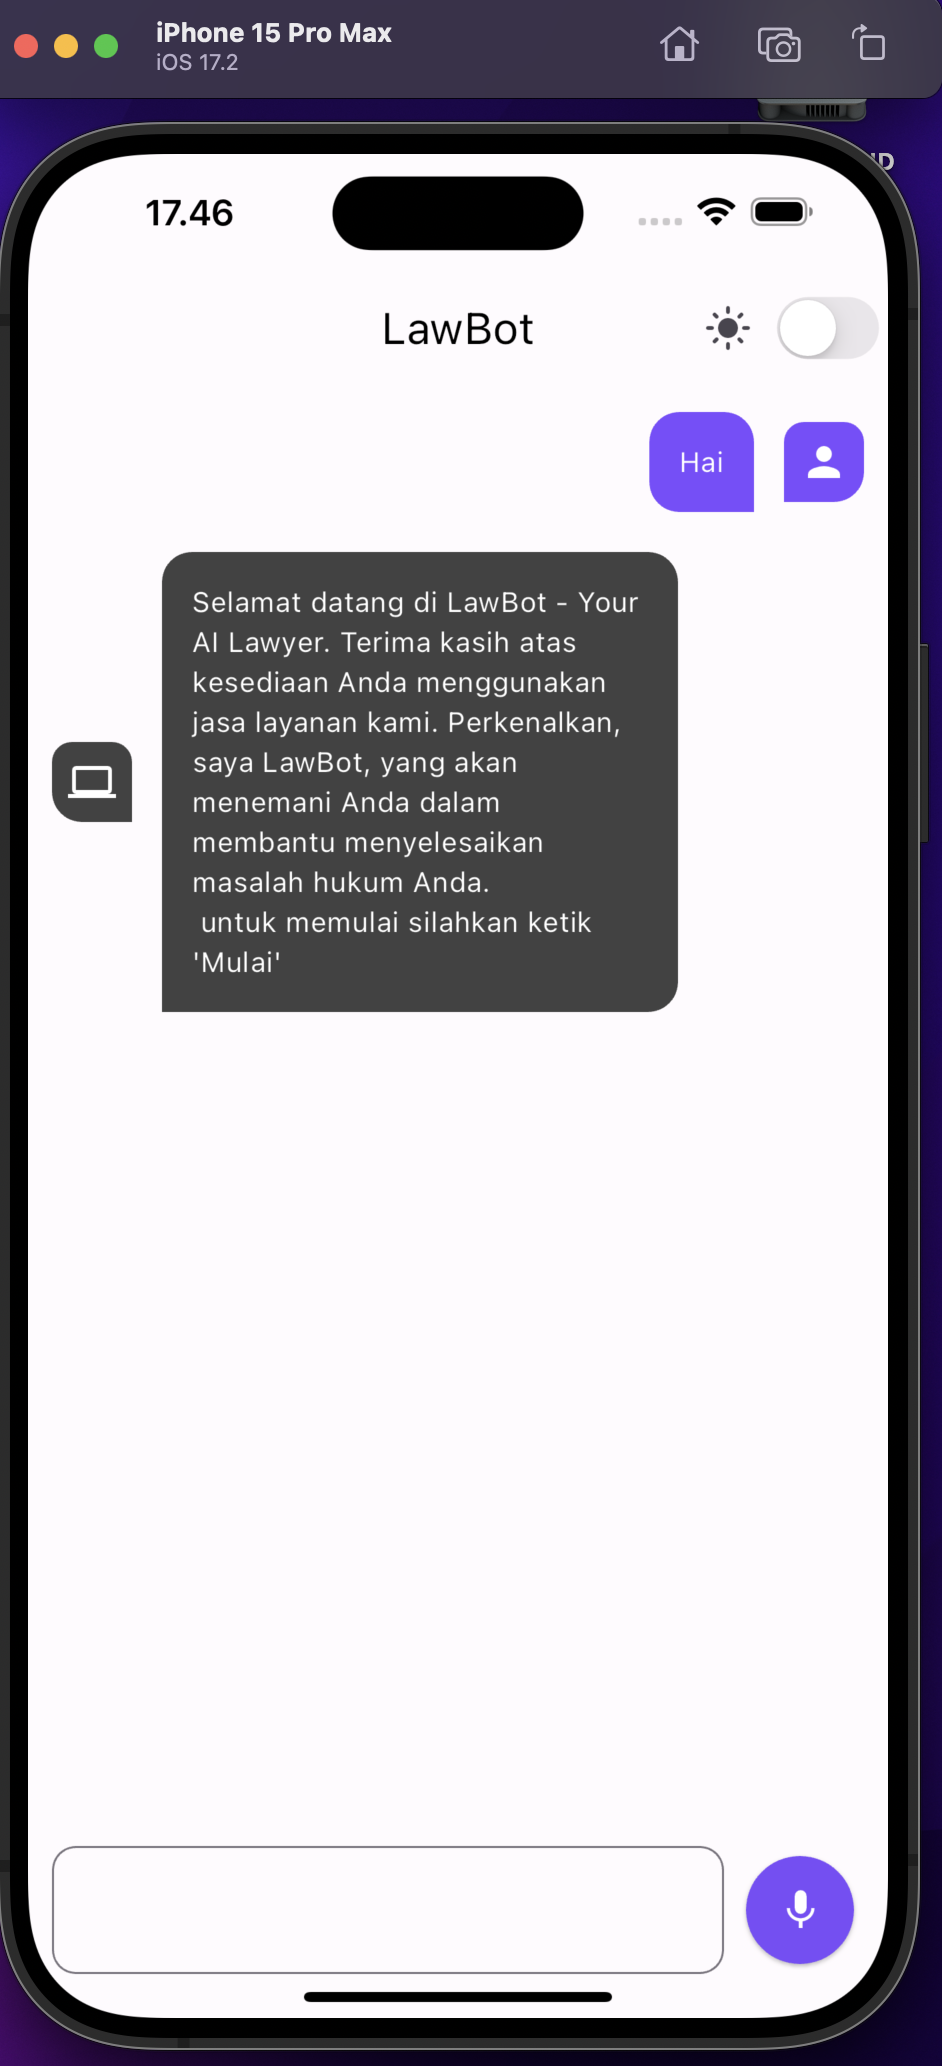 iPhone 15 Pro Max
iOS 17.2
17.46
LawBot
Hai
Selamat datang di LawBot - Your
AI Lawyer. Terima kasih atas
kesediaan Anda menggunakan
jasa layanan kami. Perkenalkan,
saya LawBot, yang akan
menemani Anda dalam
membantu menyelesaikan
masalah hukum Anda.
untuk memulai silahkan ketik
'Mulai'